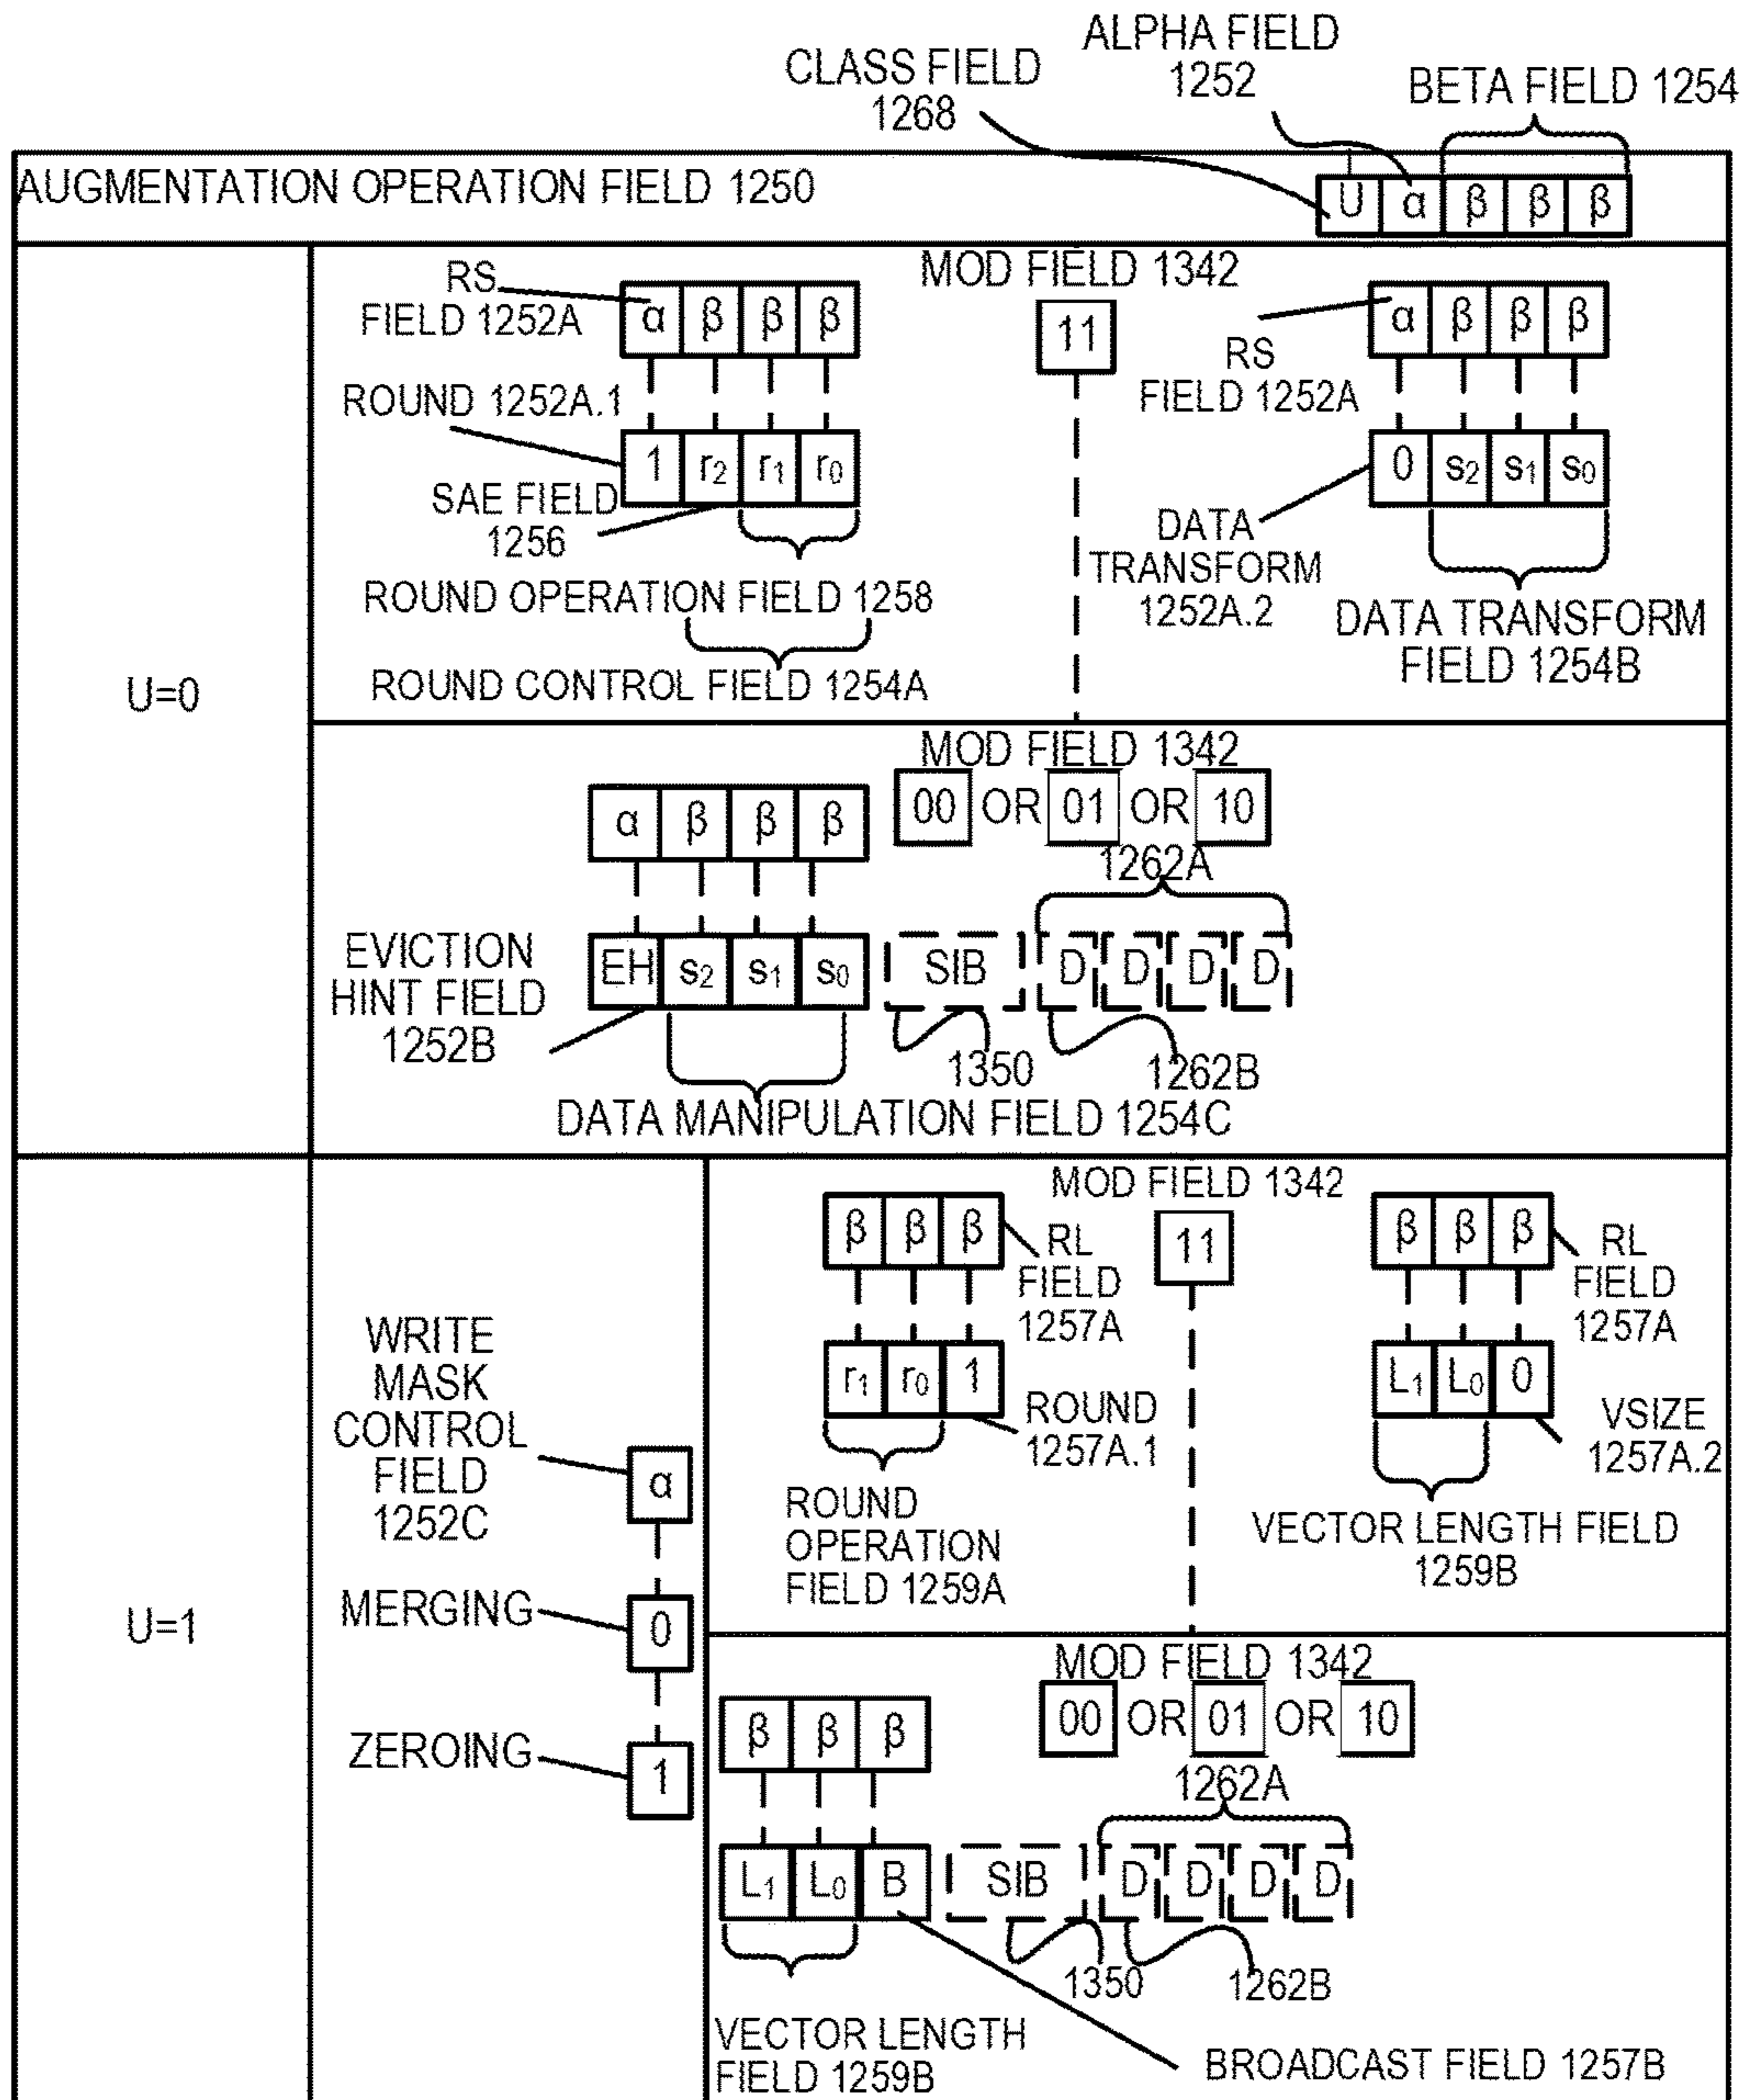 CLASS FIELD
1268
ALPHA FIELD
1252
BETA FIELD 1254
AUGMENTATION OPERATION FIELD 1250
U α β β β
U=0
MOD FIELD 1342
11
RS
FIELD 1252A
α β β β
ROUND 1252A.1
1 r2 r1 r0
SAE FIELD
1256
ROUND OPERATION FIELD 1258
ROUND CONTROL FIELD 1254A
α β β β
RS
FIELD 1252A
0 s2 s1 s0
DATA
TRANSFORM
1252A.2
DATA TRANSFORM
FIELD 1254B
MOD FIELD 1342
00 OR 01 OR 10
α β β β
1262A
EVICTION
HINT FIELD
1252B
EH s2 s1 s0 SIB D D D D
1350
1262B
DATA MANIPULATION FIELD 1254C
U=1
WRITE
MASK
CONTROL
FIELD
1252C
α
MERGING
0
ZEROING
1
MOD FIELD 1342
11
β β β
RL
FIELD
1257A
r1 r0 1
ROUND
1257A.1
ROUND
OPERATION
FIELD 1259A
β β β
RL
FIELD
1257A
L1 L0 0
VSIZE
1257A.2
VECTOR LENGTH FIELD
1259B
MOD FIELD 1342
00 OR 01 OR 10
β β β
1262A
L1 L0 B SIB D D D D
1350
1262B
VECTOR LENGTH
FIELD 1259B
BROADCAST FIELD 1257B